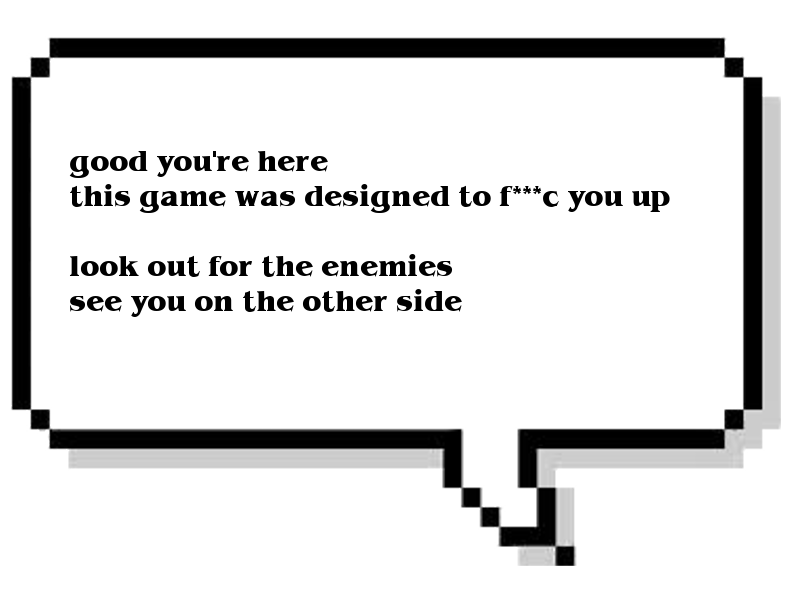 good you're here
this game was designed to f***c you up
look out for the enemies
see you on the other side